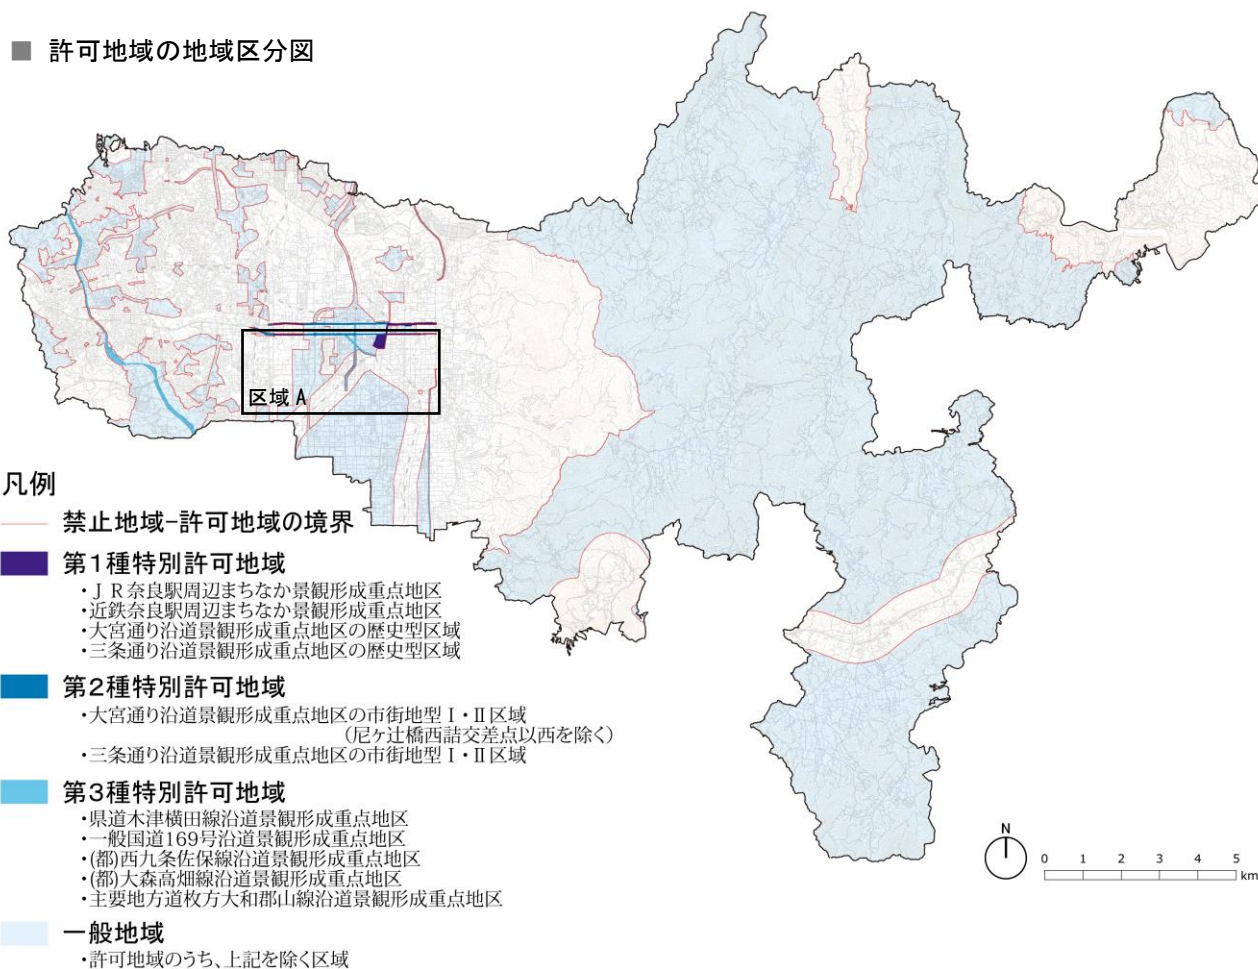 ■ 許可地域の地域区分図
区域 A
凡例
禁止地域−許可地域の境界
第1種特別許可地域
・JR奈良駅周辺まちなか景観形成重点地区
・近鉄奈良駅周辺まちなか景観形成重点地区
・大宮通り沿道景観形成重点地区の歴史型区域
・三条通り沿道景観形成重点地区の歴史型区域
第2種特別許可地域
・大宮通り沿道景観形成重点地区の市街地型Ⅰ・Ⅱ区域
(尼ヶ辻橋西詰交差点以西を除く)
・三条通り沿道景観形成重点地区の市街地型Ⅰ・Ⅱ区域
第3種特別許可地域
・県道木津横田線沿道景観形成重点地区
・一般国道169号沿道景観形成重点地区
・(都)西九条佐保線沿道景観形成重点地区
・(都)大森高畑線沿道景観形成重点地区
・主要地方道枚方大和郡山線沿道景観形成重点地区
一般地域
・許可地域のうち、上記を除く区域
N
0 1 2 3 4 5
km